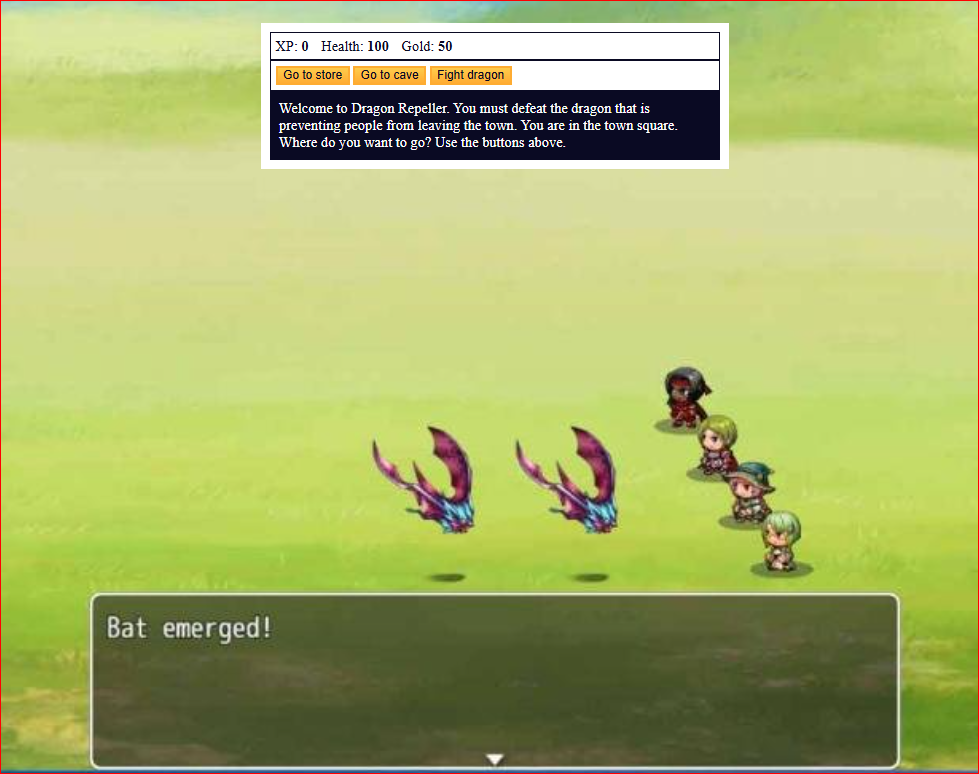 XP: 0 Health: 100 Gold: 50
Go to store Go to cave Fight dragon
Welcome to Dragon Repeller. You must defeat the dragon that is
preventing people from leaving the town. You are in the town square.
Where do you want to go? Use the buttons above.
Bat emerged!